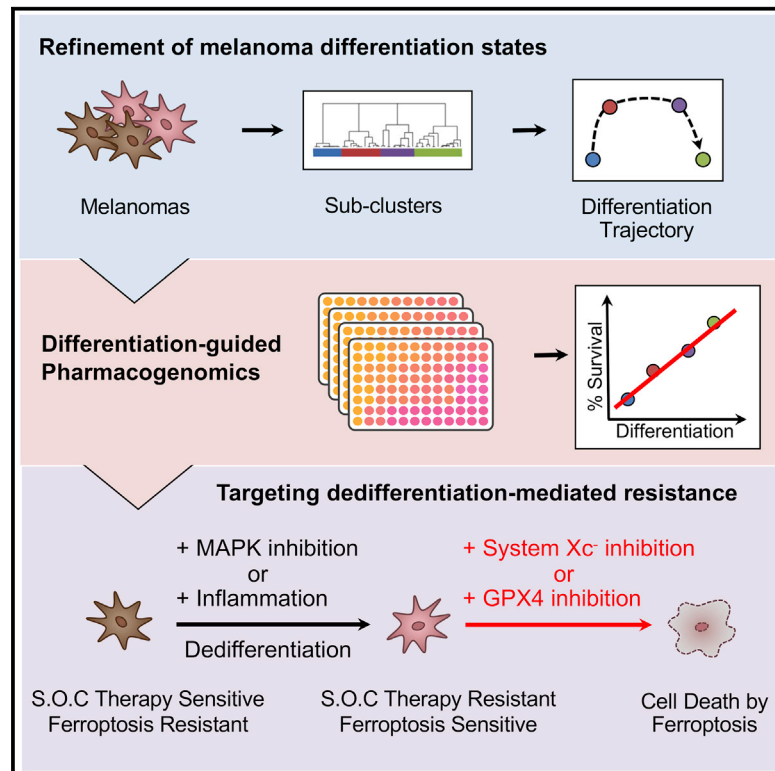 Refinement of melanoma differentiation states
Melanomas
Sub-clusters
Differentiation
Trajectory
Differentiation-guided
Pharmacogenomics
% Survival
Differentiation
Targeting dedifferentiation-mediated resistance
+ MAPK inhibition
or
+ Inflammation
Dedifferentiation
+ System Xc⁻ inhibition
or
+ GPX4 inhibition
S.O.C Therapy Sensitive
Ferroptosis Resistant
S.O.C Therapy Resistant
Ferroptosis Sensitive
Cell Death by
Ferroptosis